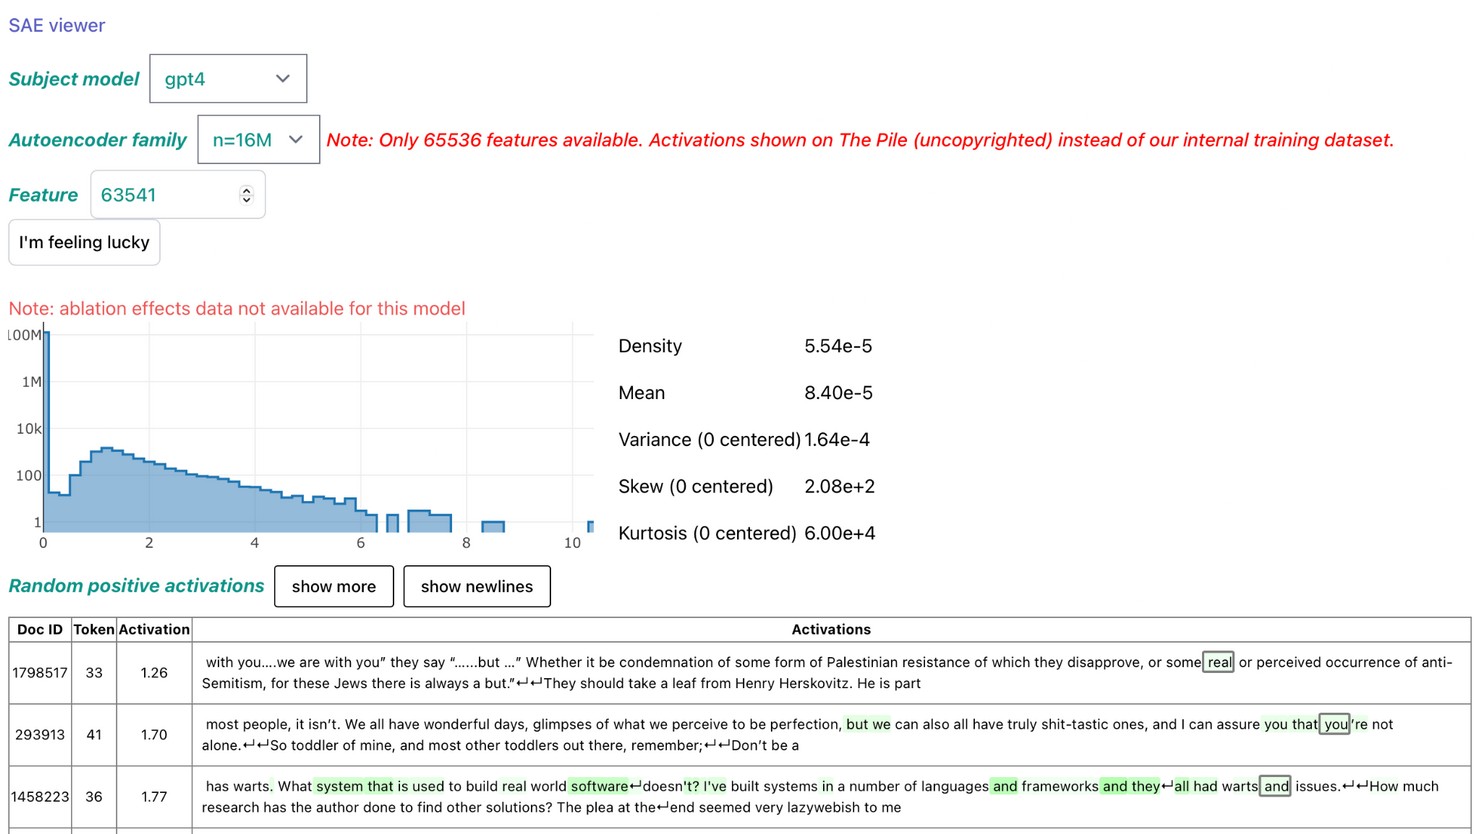 SAE viewer
Subject model gpt4
Autoencoder family n=16M Note: Only 65536 features available. Activations shown on The Pile (uncopyrighted) instead of our internal training dataset.
Feature 63541
I'm feeling lucky
Note: ablation effects data not available for this model
100M
1M
10k
100
1
0 2 4 6 8 10
Density 5.54e-5
Mean 8.40e-5
Variance (0 centered) 1.64e-4
Skew (0 centered) 2.08e+2
Kurtosis (0 centered) 6.00e+4
Random positive activations show more show newlines
Doc ID Token Activation Activations
1798517 33 1.26 with you....we are with you” they say “......but ...” Whether it be condemnation of some form of Palestinian resistance of which they disapprove, or some real or perceived occurrence of anti-
Semitism, for these Jews there is always a but.”↵↵They should take a leaf from Henry Herskovitz. He is part
293913 41 1.70 most people, it isn’t. We all have wonderful days, glimpses of what we perceive to be perfection, but we can also all have truly shit-tastic ones, and I can assure you that you’re not
alone.↵↵So toddler of mine, and most other toddlers out there, remember;↵↵Don’t be a
1458223 36 1.77 has warts. What system that is used to build real world software↵doesn't? I've built systems in a number of languages and frameworks and they↵all had warts and issues.↵↵How much
research has the author done to find other solutions? The plea at the↵end seemed very lazywebish to me